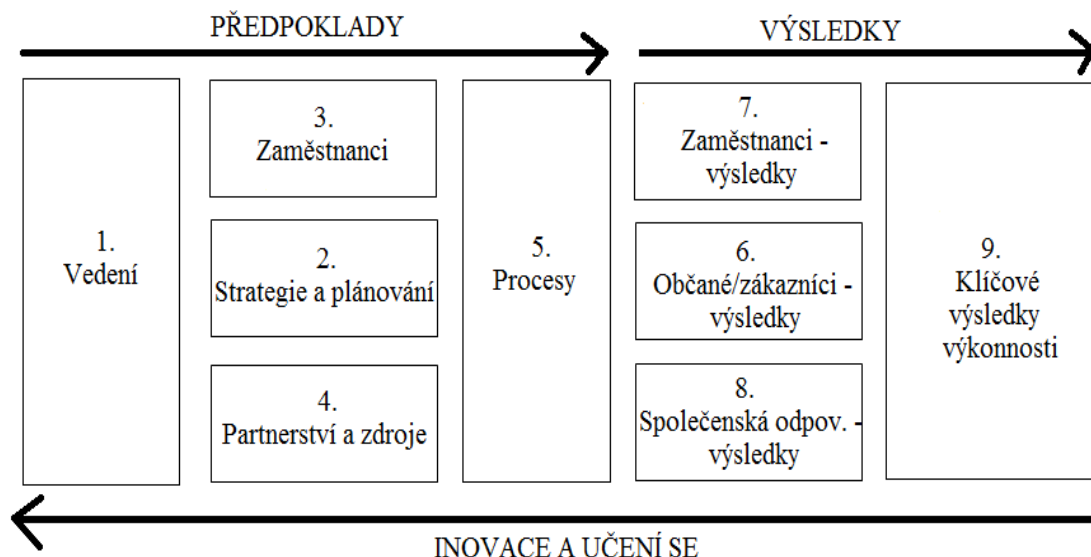 PŘEDPOKLADY
VÝSLEDKY
1.
Vedení
3.
Zaměstnanci
2.
Strategie a plánování
4.
Partnerství a zdroje
5.
Procesy
7.
Zaměstnanci -
výsledky
6.
Občané/zákazníci -
výsledky
8.
Společenská odpov. -
výsledky
9.
Klíčové
výsledky
výkonnosti
INOVACE A UČENÍ SE